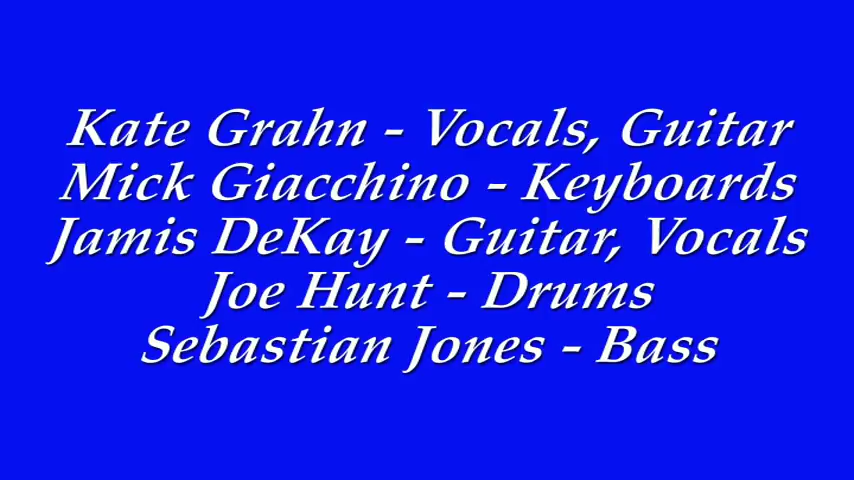 Kate Grahn - Vocals, Guitar
Mick Giacchino - Keyboards
Jamis DeKay - Guitar, Vocals
Joe Hunt - Drums
Sebastian Jones - Bass